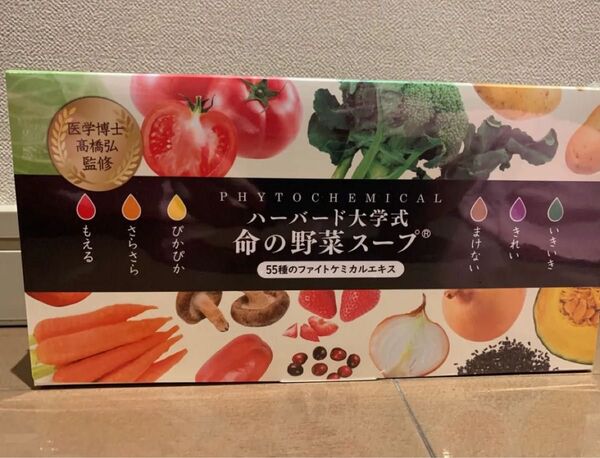 医学博士
高橋弘
監修
PHYTOCHEMICAL
ハーバード大学式
命の野菜スープ®
55種のファイトケミカルエキス
もえる
さらさら
ぴかぴか
まけない
きれい
いきいき